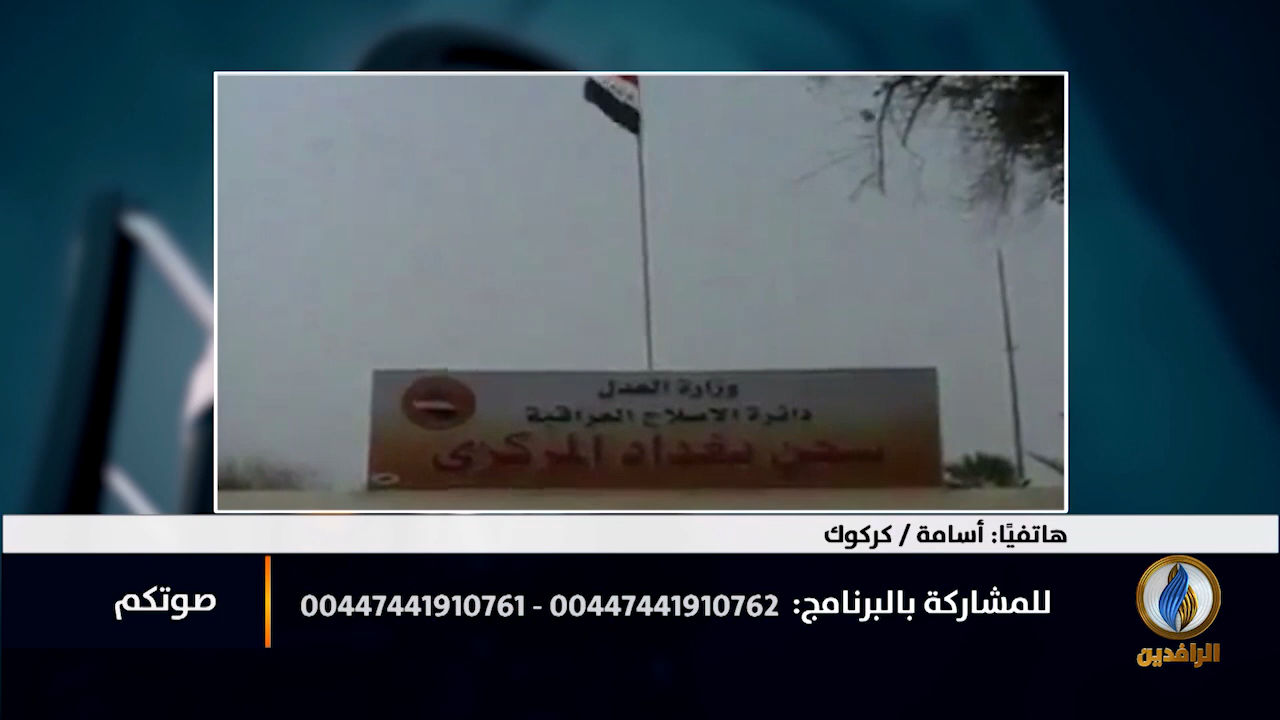 وزارة العدل
دائرة الاصلاح العراقية
سجن بغداد المركزي
هاتفيًا: أسامة / كركوك
للمشاركة بالبرنامج: 00447441910762 - 00447441910761
صوتكم
الرافدين